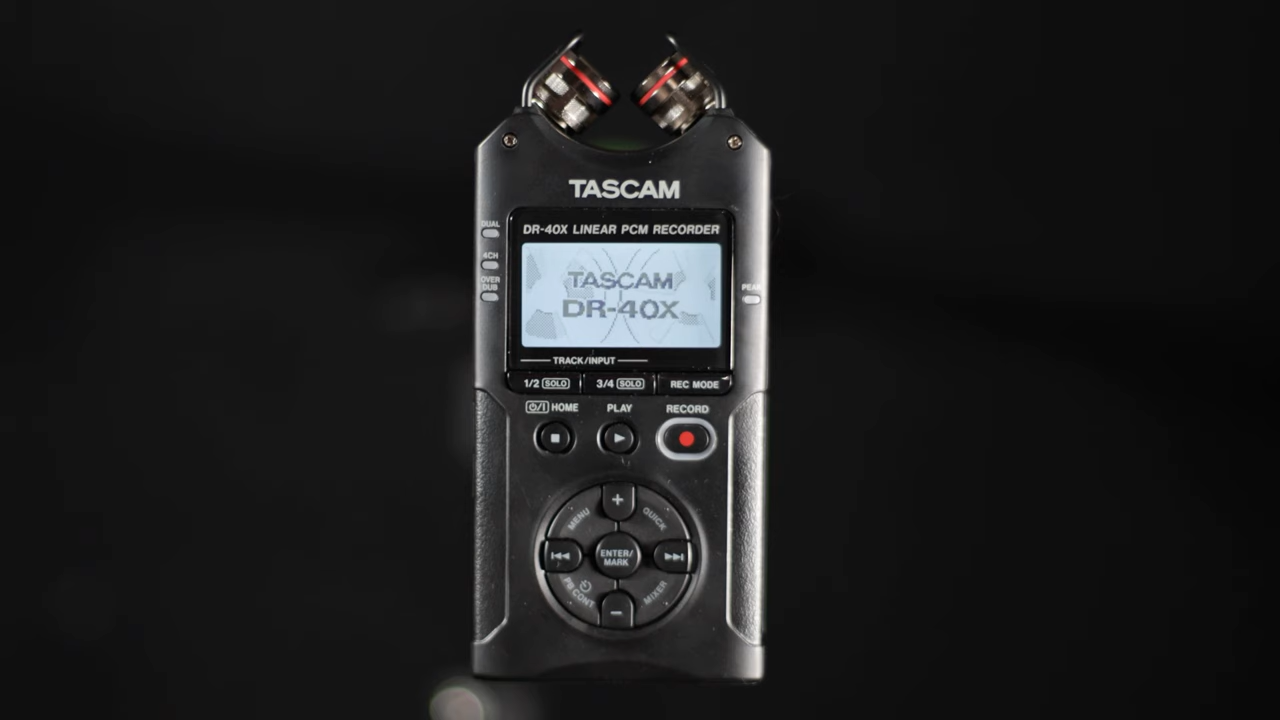 TASCAM
DR-40X LINEAR PCM RECORDER
DUAL
4CH
OVER
DUB
PEAK
TASCAM
DR-40X
TRACK/INPUT
1/2 SOLO 3/4 SOLO REC MODE
⏻/I HOME PLAY RECORD
+
MENU QUICK
ENTER/
MARK
PB CONT MIXER
−